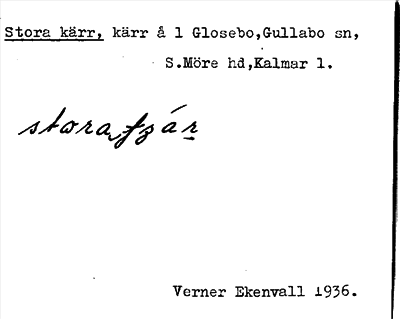 Stora kärr, kärr å 1 Glosebo,Gullabo sn,
S.Möre hd,Kalmar l.
Verner Ekenvall 1936.